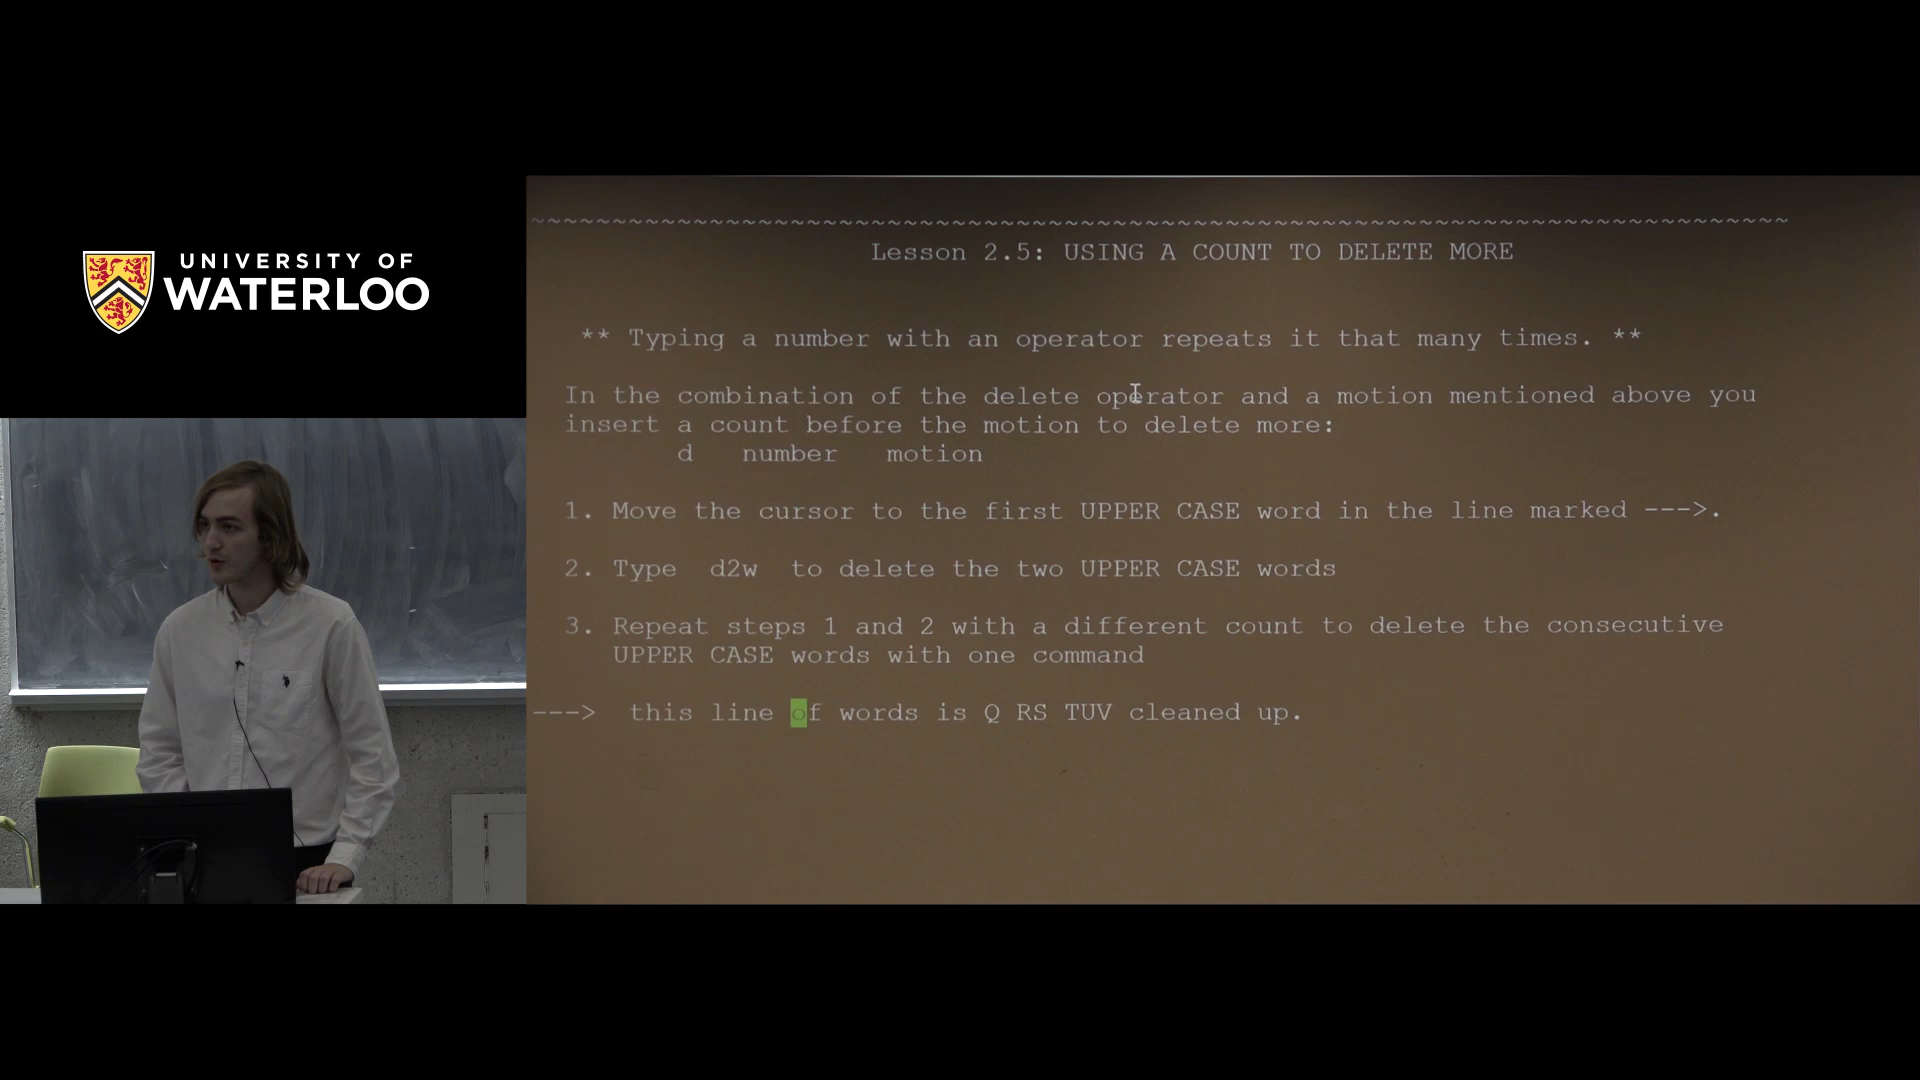 UNIVERSITY OF
WATERLOO
~~~~~~~~~~~~~~~~~~~~~~~~~~~~~~~~~~~~~~~~~~~~~~~~~~~~~~~~~~~~~~~~~~~~~~~~~~~~~~
Lesson 2.5: USING A COUNT TO DELETE MORE
** Typing a number with an operator repeats it that many times. **
In the combination of the delete operator and a motion mentioned above you
insert a count before the motion to delete more:
d number motion
1. Move the cursor to the first UPPER CASE word in the line marked --->.
2. Type d2w to delete the two UPPER CASE words
3. Repeat steps 1 and 2 with a different count to delete the consecutive
UPPER CASE words with one command
---> this line of words is Q RS TUV cleaned up.